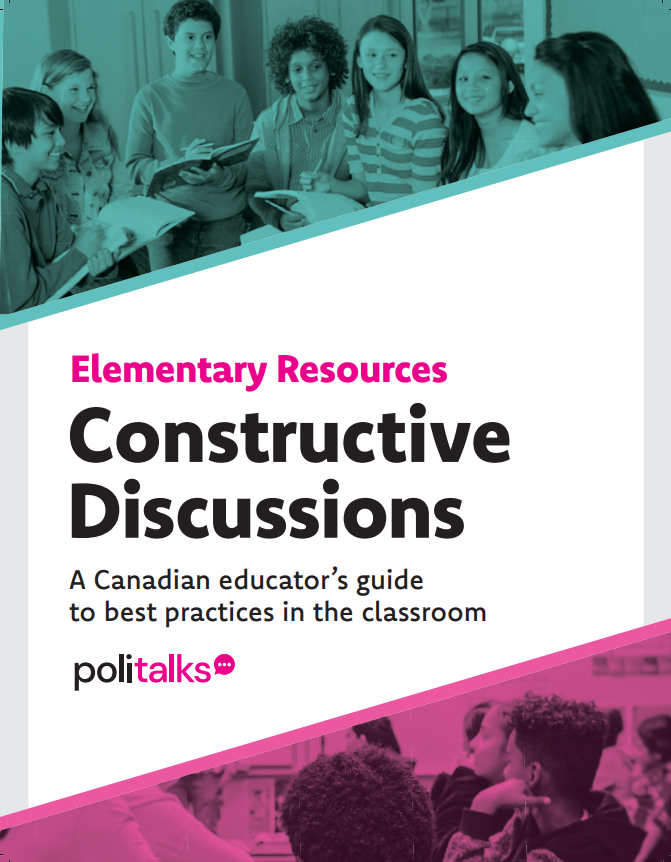 Elementary Resources
Constructive
Discussions
A Canadian educator’s guide
to best practices in the classroom
politalks